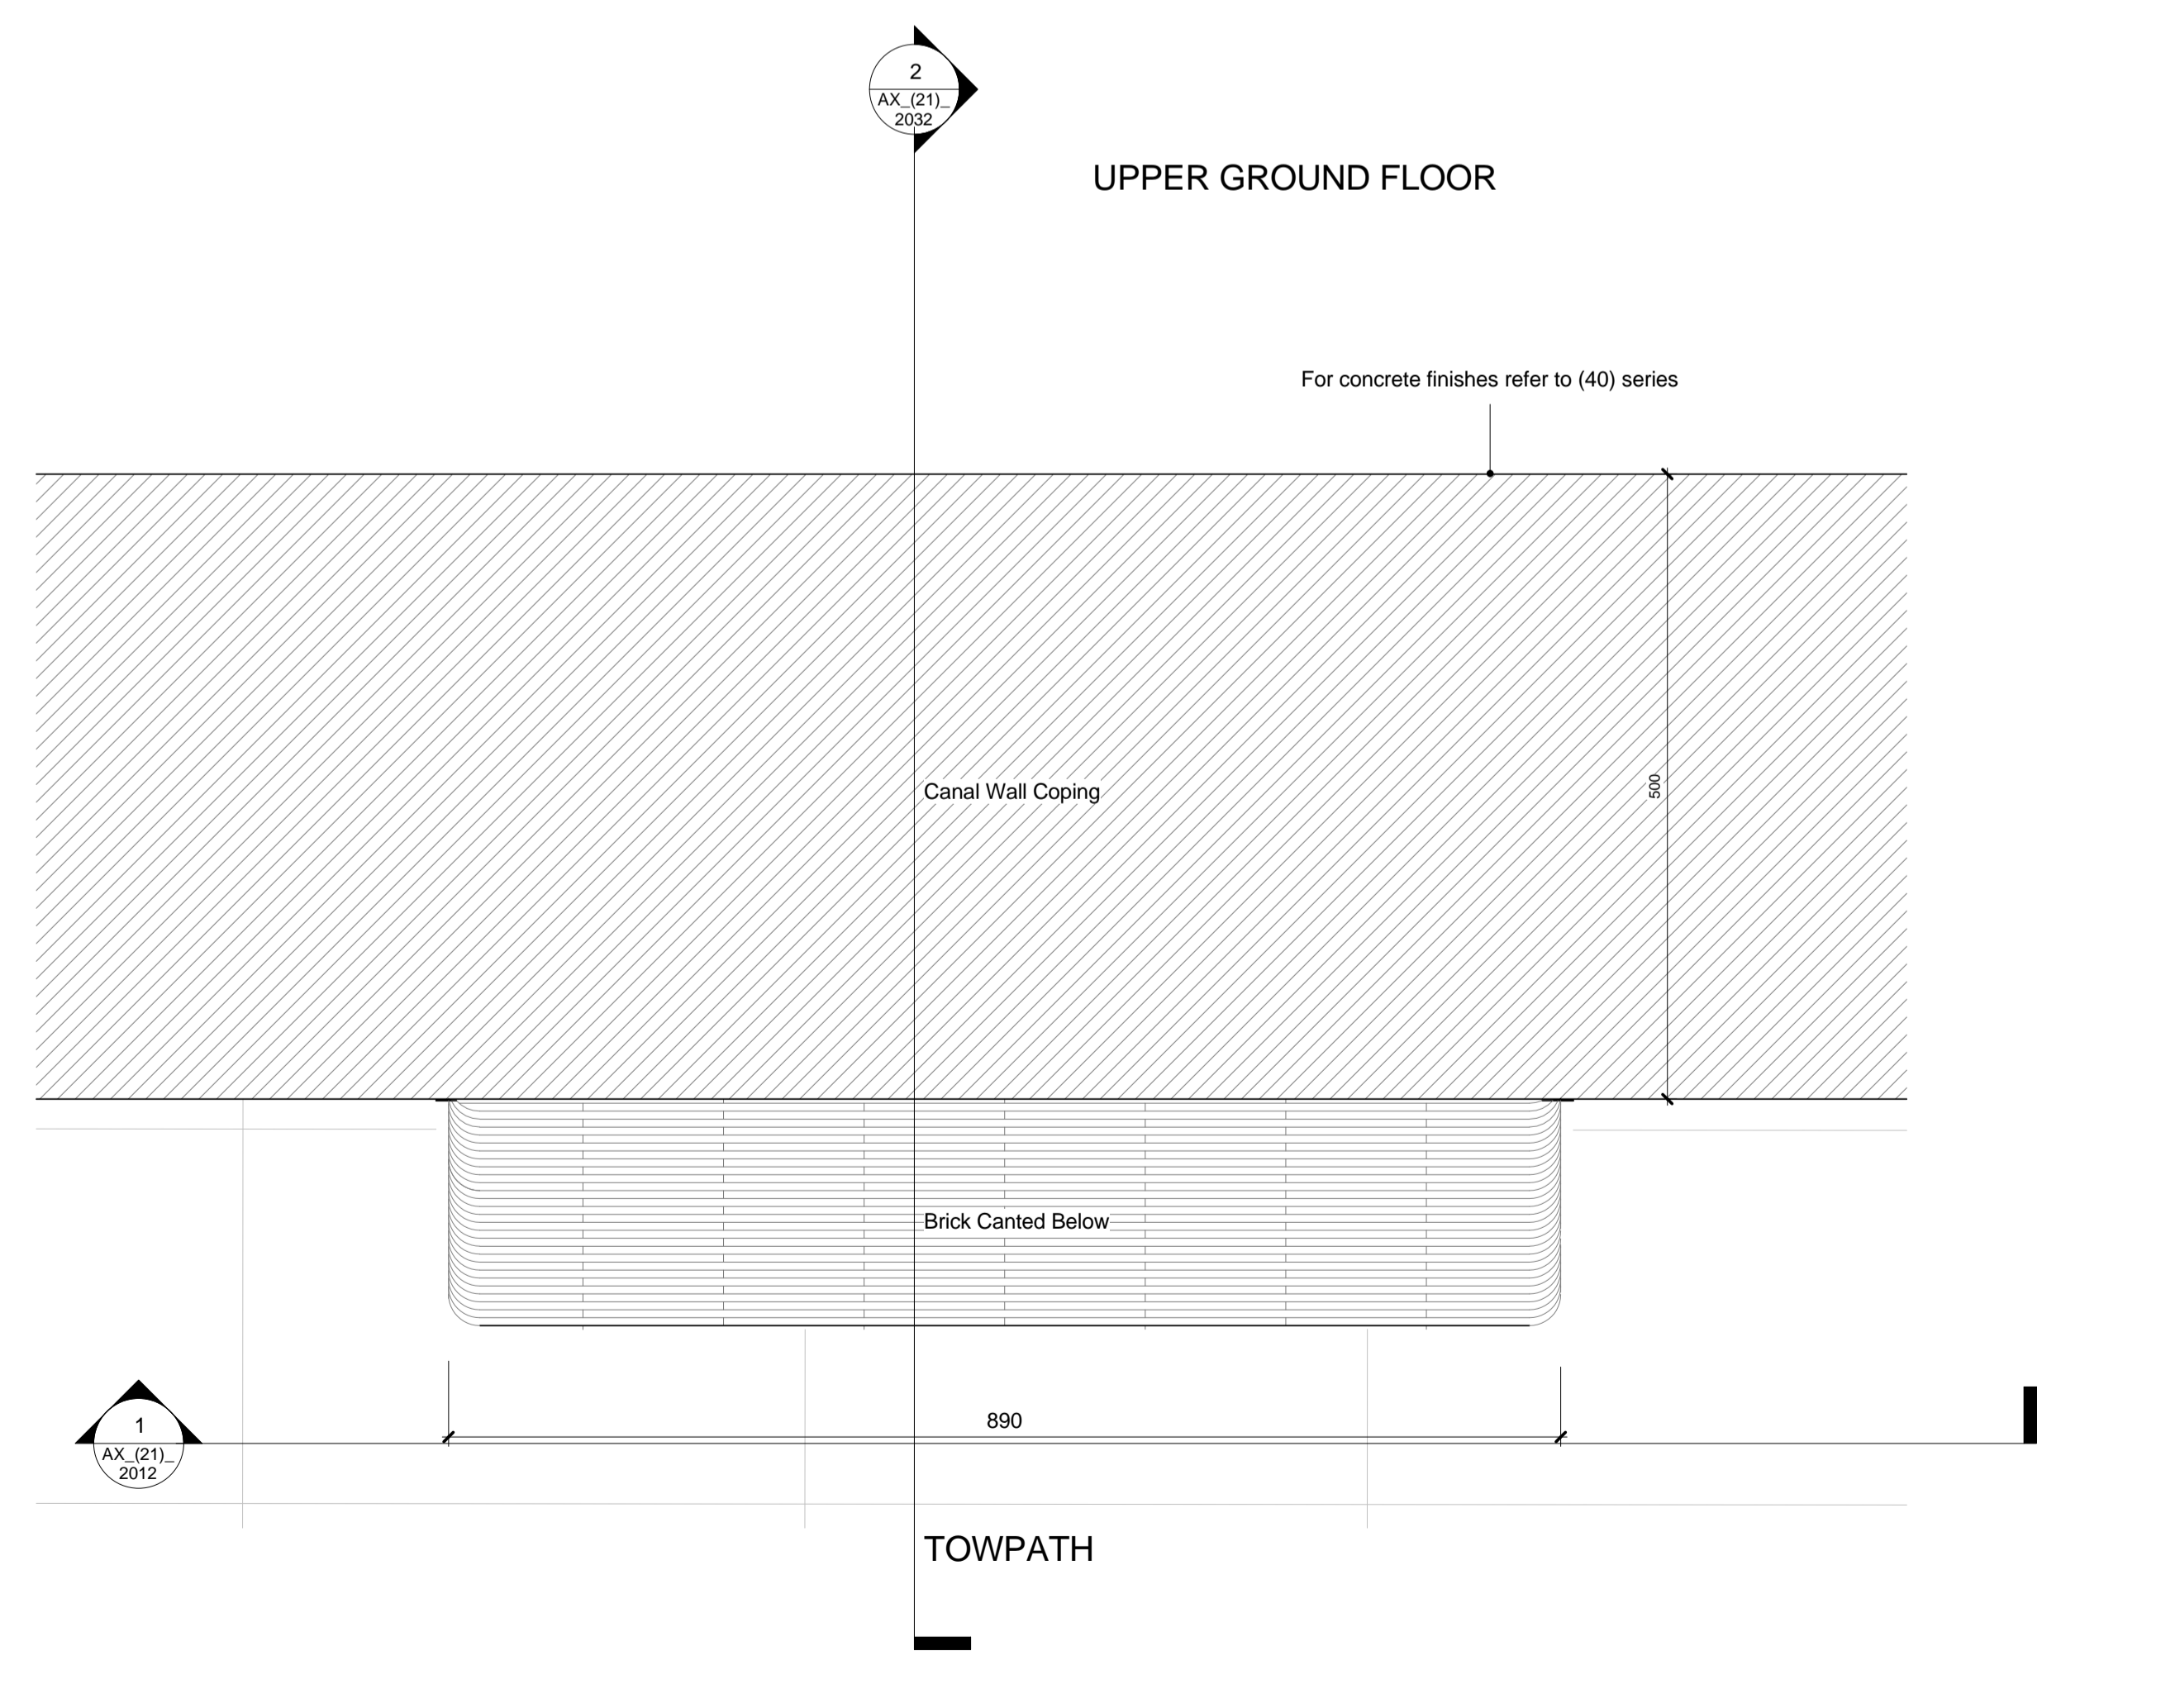 2
AX_(21)_
2032
UPPER GROUND FLOOR
For concrete finishes refer to (40) series
Canal Wall Coping
500
Brick Canted Below
890
1
AX_(21)_
2012
TOWPATH